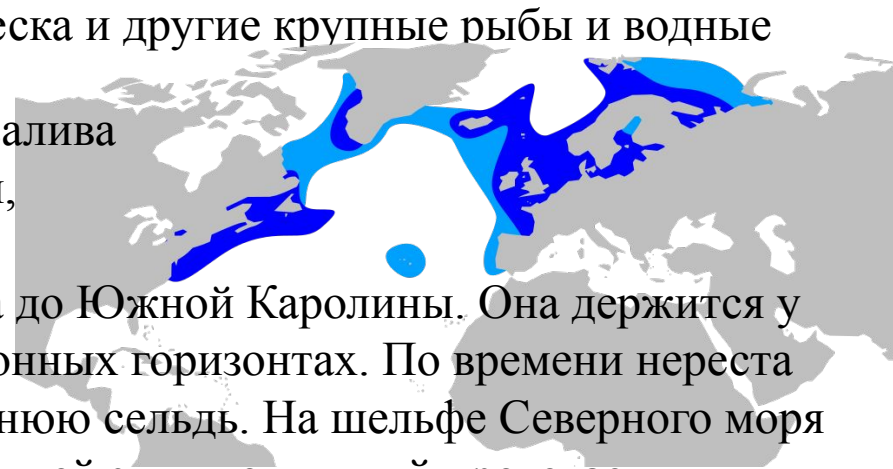 еска и другие крупные рыбы и водные
алива
,
а до Южной Каролины. Она держится у
онных горизонтах. По времени нереста
нюю сельдь. На шельфе Северного моря